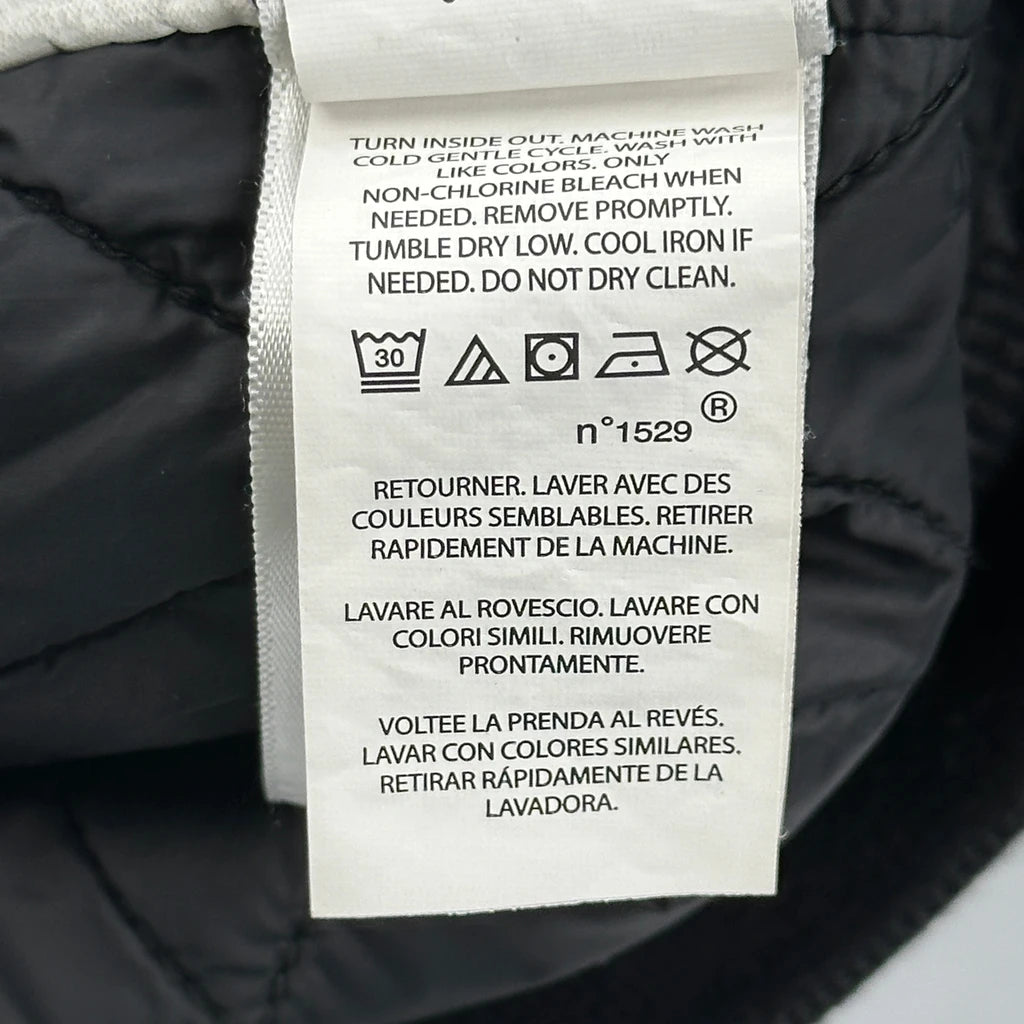 TURN INSIDE OUT. MACHINE WASH
COLD GENTLE CYCLE. WASH WITH
LIKE COLORS. ONLY
NON-CHLORINE BLEACH WHEN
NEEDED. REMOVE PROMPTLY.
TUMBLE DRY LOW. COOL IRON IF
NEEDED. DO NOT DRY CLEAN.
30
n°1529 ®
RETOURNER. LAVER AVEC DES
COULEURS SEMBLABLES. RETIRER
RAPIDEMENT DE LA MACHINE.
LAVARE AL ROVESCIO. LAVARE CON
COLORI SIMILI. RIMUOVERE
PRONTAMENTE.
VOLTEE LA PRENDA AL REVÉS.
LAVAR CON COLORES SIMILARES.
RETIRAR RÁPIDAMENTE DE LA
LAVADORA.